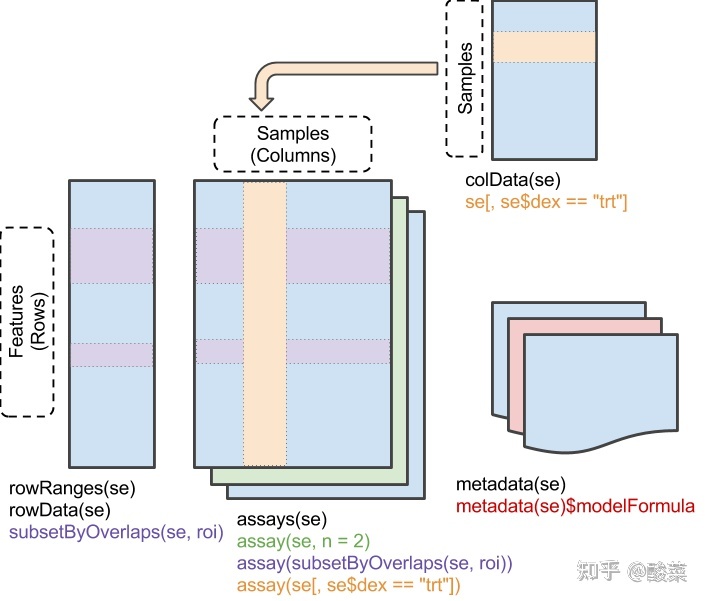 Samples
Samples
(Columns)
colData(se)
se[, se$dex == "trt"]
Features
(Rows)
rowRanges(se)
rowData(se)
subsetByOverlaps(se, roi)
assays(se)
assay(se, n = 2)
assay(subsetByOverlaps(se, roi))
assay(se[, se$dex == "trt"])
metadata(se)
metadata(se)$modelFormula
知乎 @酸菜